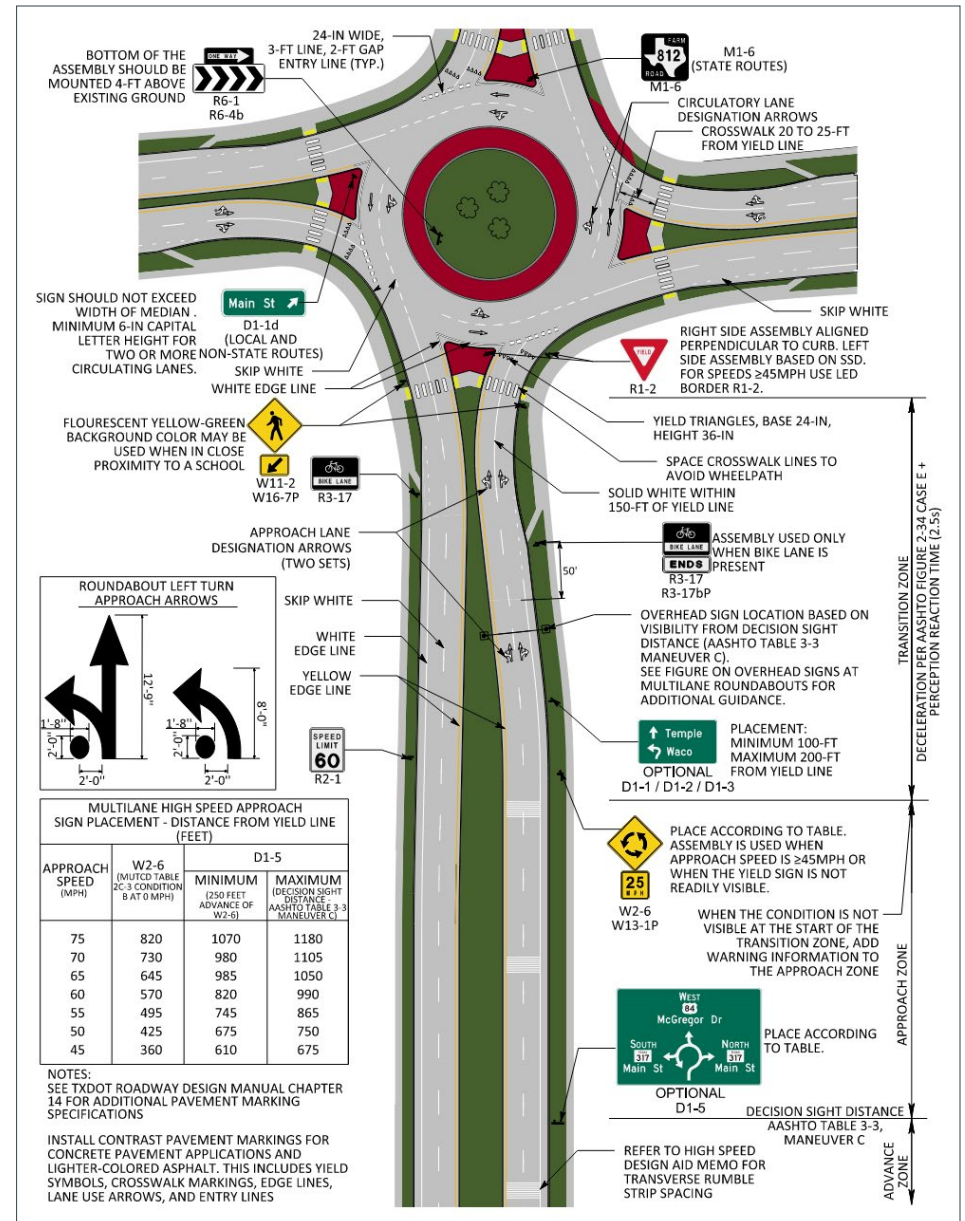 24-IN WIDE,
3-FT LINE, 2-FT GAP
ENTRY LINE (TYP.)
BOTTOM OF THE
ASSEMBLY SHOULD BE
MOUNTED 4-FT ABOVE
EXISTING GROUND
ONE WAY
R6-1
R6-4b
FARM
812
ROAD
M1-6
M1-6
(STATE ROUTES)
CIRCULATORY LANE
DESIGNATION ARROWS
CROSSWALK 20 TO 25-FT
FROM YIELD LINE
SIGN SHOULD NOT EXCEED
WIDTH OF MEDIAN .
MINIMUM 6-IN CAPITAL
LETTER HEIGHT FOR
TWO OR MORE
CIRCULATING LANES.
Main St
D1-1d
(LOCAL AND
NON-STATE ROUTES)
SKIP WHITE
WHITE EDGE LINE
SKIP WHITE
YIELD
R1-2
RIGHT SIDE ASSEMBLY ALIGNED
PERPENDICULAR TO CURB. LEFT
SIDE ASSEMBLY BASED ON SSD.
FOR SPEEDS ≥45MPH USE LED
BORDER R1-2.
FLOURESCENT YELLOW-GREEN
BACKGROUND COLOR MAY BE
USED WHEN IN CLOSE
PROXIMITY TO A SCHOOL
W11-2
W16-7P
BIKE LANE
R3-17
YIELD TRIANGLES, BASE 24-IN,
HEIGHT 36-IN
SPACE CROSSWALK LINES TO
AVOID WHEELPATH
SOLID WHITE WITHIN
150-FT OF YIELD LINE
APPROACH LANE
DESIGNATION ARROWS
(TWO SETS)
BIKE LANE
ENDS
R3-17
R3-17bP
ASSEMBLY USED ONLY
WHEN BIKE LANE IS
PRESENT
50'
ROUNDABOUT LEFT TURN
APPROACH ARROWS
12'-9"
8'-0"
1'-8"
2'-0"
2'-0"
1'-8"
2'-0"
2'-0"
SKIP WHITE
WHITE
EDGE LINE
YELLOW
EDGE LINE
SPEED
LIMIT
60
R2-1
OVERHEAD SIGN LOCATION BASED ON
VISIBILITY FROM DECISION SIGHT
DISTANCE (AASHTO TABLE 3-3
MANEUVER C).
SEE FIGURE ON OVERHEAD SIGNS AT
MULTILANE ROUNDABOUTS FOR
ADDITIONAL GUIDANCE.
Temple
Waco
OPTIONAL
D1-1 / D1-2 / D1-3
PLACEMENT:
MINIMUM 100-FT
MAXIMUM 200-FT
FROM YIELD LINE
TRANSITION ZONE
DECELERATION PER AASHTO FIGURE 2-34 CASE E +
PERCEPTION REACTION TIME (2.5s)
MULTILANE HIGH SPEED APPROACH
SIGN PLACEMENT - DISTANCE FROM YIELD LINE
(FEET)
APPROACH
SPEED
(MPH)
W2-6
(MUTCD TABLE
2C-3 CONDITION
B AT 0 MPH)
D1-5
MINIMUM
(250 FEET
ADVANCE OF
W2-6)
MAXIMUM
(DECISION SIGHT
DISTANCE -
AASHTO TABLE 3-3
MANEUVER C)
75 820 1070 1180
70 730 980 1105
65 645 985 1050
60 570 820 990
55 495 745 865
50 425 675 750
45 360 610 675
25
MPH
W2-6
W13-1P
PLACE ACCORDING TO TABLE.
ASSEMBLY IS USED WHEN
APPROACH SPEED IS ≥45MPH OR
WHEN THE YIELD SIGN IS NOT
READILY VISIBLE.
WHEN THE CONDITION IS NOT
VISIBLE AT THE START OF THE
TRANSITION ZONE, ADD
WARNING INFORMATION TO
THE APPROACH ZONE
APPROACH ZONE
WEST
84
McGregor Dr
SOUTH
317
Main St
NORTH
317
Main St
OPTIONAL
D1-5
PLACE ACCORDING
TO TABLE.
DECISION SIGHT DISTANCE
AASHTO TABLE 3-3,
MANEUVER C
ADVANCE
ZONE
REFER TO HIGH SPEED
DESIGN AID MEMO FOR
TRANSVERSE RUMBLE
STRIP SPACING
NOTES:
SEE TXDOT ROADWAY DESIGN MANUAL CHAPTER
14 FOR ADDITIONAL PAVEMENT MARKING
SPECIFICATIONS
INSTALL CONTRAST PAVEMENT MARKINGS FOR
CONCRETE PAVEMENT APPLICATIONS AND
LIGHTER-COLORED ASPHALT. THIS INCLUDES YIELD
SYMBOLS, CROSSWALK MARKINGS, EDGE LINES,
LANE USE ARROWS, AND ENTRY LINES